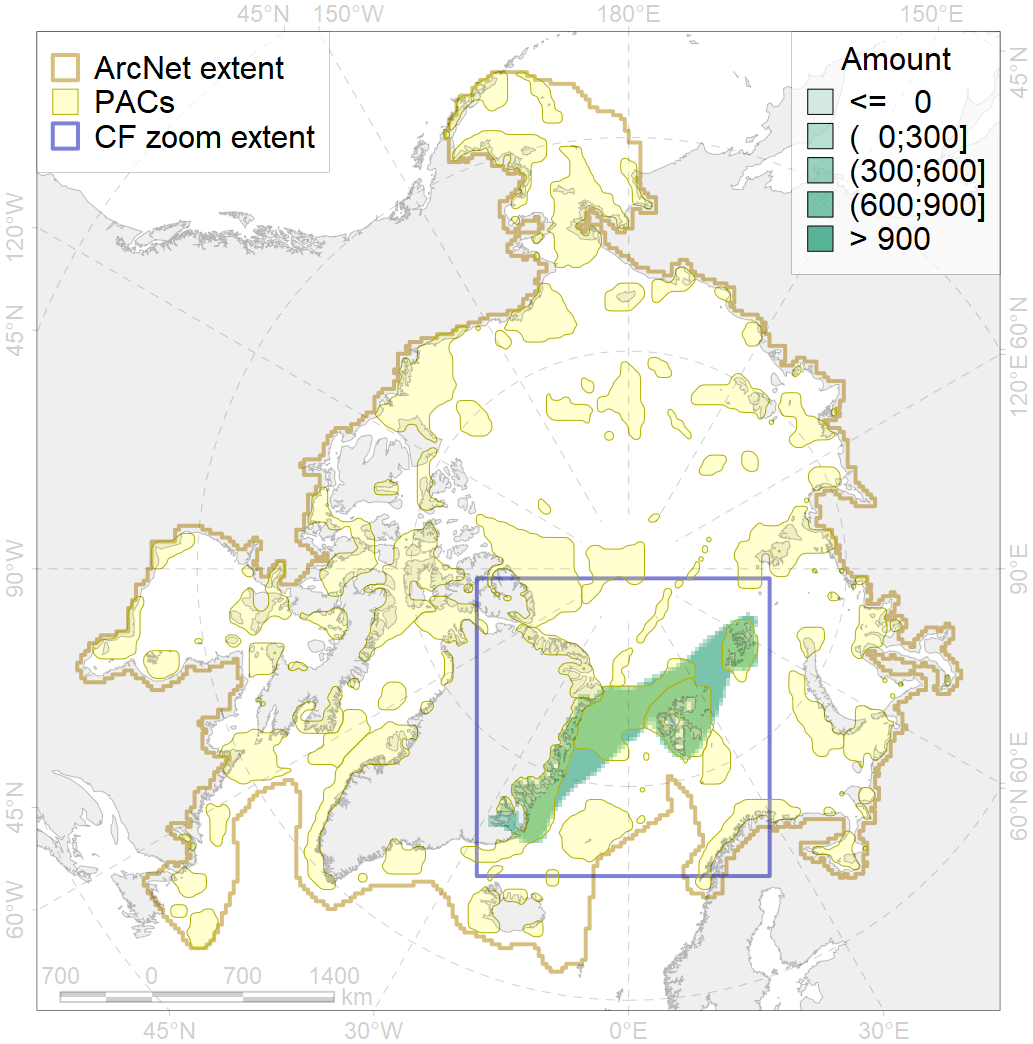 45°N 150°W 180°E 150°E
ArcNet extent
PACs
CF zoom extent
Amount
<= 0
( 0;300]
(300;600]
(600;900]
> 900
45°N
120°W
45°N
60°N
120°E
90°W
90°E
45°N
60°E
60°N
60°W
700 0 700 1400
km
45°N 30°W 0°E 30°E